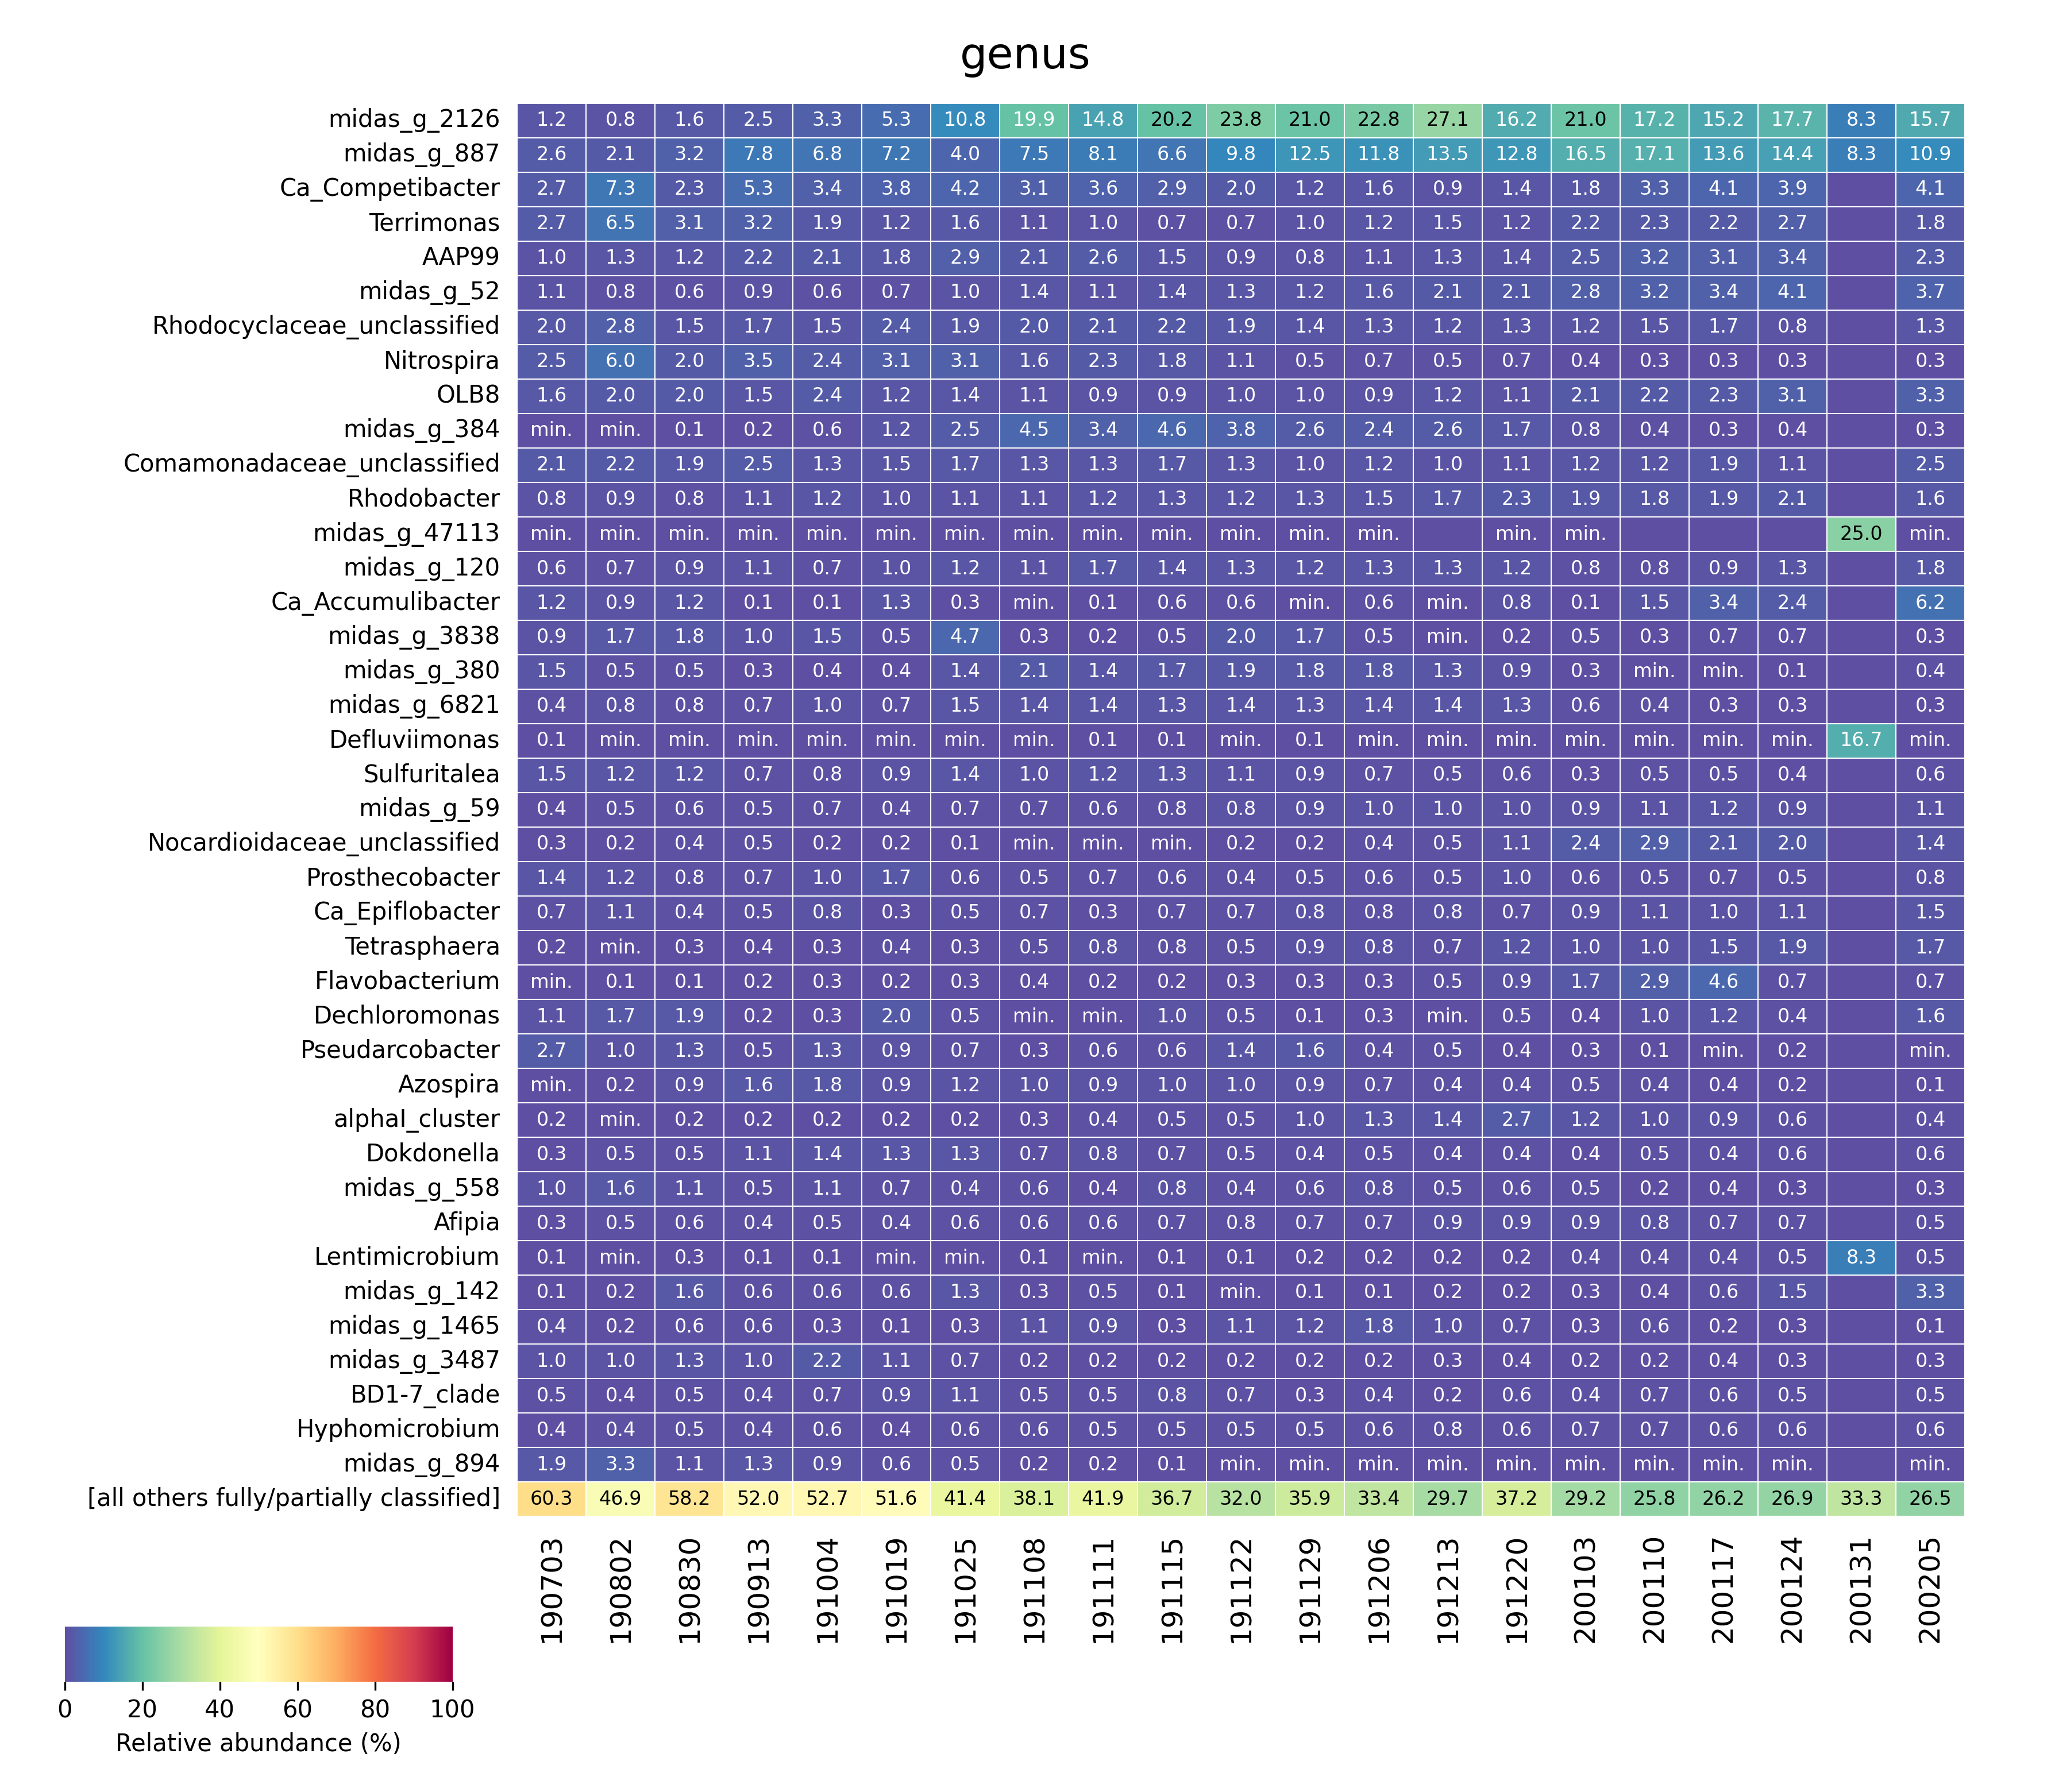 genus
midas_g_2126 1.2 0.8 1.6 2.5 3.3 5.3 10.8 19.9 14.8 20.2 23.8 21.0 22.8 27.1 16.2 21.0 17.2 15.2 17.7 8.3 15.7
midas_g_887 2.6 2.1 3.2 7.8 6.8 7.2 4.0 7.5 8.1 6.6 9.8 12.5 11.8 13.5 12.8 16.5 17.1 13.6 14.4 8.3 10.9
Ca_Competibacter 2.7 7.3 2.3 5.3 3.4 3.8 4.2 3.1 3.6 2.9 2.0 1.2 1.6 0.9 1.4 1.8 3.3 4.1 3.9 4.1
Terrimonas 2.7 6.5 3.1 3.2 1.9 1.2 1.6 1.1 1.0 0.7 0.7 1.0 1.2 1.5 1.2 2.2 2.3 2.2 2.7 1.8
AAP99 1.0 1.3 1.2 2.2 2.1 1.8 2.9 2.1 2.6 1.5 0.9 0.8 1.1 1.3 1.4 2.5 3.2 3.1 3.4 2.3
midas_g_52 1.1 0.8 0.6 0.9 0.6 0.7 1.0 1.4 1.1 1.4 1.3 1.2 1.6 2.1 2.1 2.8 3.2 3.4 4.1 3.7
Rhodocyclaceae_unclassified 2.0 2.8 1.5 1.7 1.5 2.4 1.9 2.0 2.1 2.2 1.9 1.4 1.3 1.2 1.3 1.2 1.5 1.7 0.8 1.3
Nitrospira 2.5 6.0 2.0 3.5 2.4 3.1 3.1 1.6 2.3 1.8 1.1 0.5 0.7 0.5 0.7 0.4 0.3 0.3 0.3 0.3
OLB8 1.6 2.0 2.0 1.5 2.4 1.2 1.4 1.1 0.9 0.9 1.0 1.0 0.9 1.2 1.1 2.1 2.2 2.3 3.1 3.3
midas_g_384 min. min. 0.1 0.2 0.6 1.2 2.5 4.5 3.4 4.6 3.8 2.6 2.4 2.6 1.7 0.8 0.4 0.3 0.4 0.3
Comamonadaceae_unclassified 2.1 2.2 1.9 2.5 1.3 1.5 1.7 1.3 1.3 1.7 1.3 1.0 1.2 1.0 1.1 1.2 1.2 1.9 1.1 2.5
Rhodobacter 0.8 0.9 0.8 1.1 1.2 1.0 1.1 1.1 1.2 1.3 1.2 1.3 1.5 1.7 2.3 1.9 1.8 1.9 2.1 1.6
midas_g_47113 min. min. min. min. min. min. min. min. min. min. min. min. min. min. min. 25.0 min.
midas_g_120 0.6 0.7 0.9 1.1 0.7 1.0 1.2 1.1 1.7 1.4 1.3 1.2 1.3 1.3 1.2 0.8 0.8 0.9 1.3 1.8
Ca_Accumulibacter 1.2 0.9 1.2 0.1 0.1 1.3 0.3 min. 0.1 0.6 0.6 min. 0.6 min. 0.8 0.1 1.5 3.4 2.4 6.2
midas_g_3838 0.9 1.7 1.8 1.0 1.5 0.5 4.7 0.3 0.2 0.5 2.0 1.7 0.5 min. 0.2 0.5 0.3 0.7 0.7 0.3
midas_g_380 1.5 0.5 0.5 0.3 0.4 0.4 1.4 2.1 1.4 1.7 1.9 1.8 1.8 1.3 0.9 0.3 min. min. 0.1 0.4
midas_g_6821 0.4 0.8 0.8 0.7 1.0 0.7 1.5 1.4 1.4 1.3 1.4 1.3 1.4 1.4 1.3 0.6 0.4 0.3 0.3 0.3
Defluviimonas 0.1 min. min. min. min. min. min. 0.1 0.1 min. 0.1 min. min. min. min. min. min. min. min. 16.7 min.
Sulfuritalea 1.5 1.2 1.2 0.7 0.8 0.9 1.4 1.0 1.2 1.3 1.1 0.9 0.7 0.5 0.6 0.3 0.5 0.5 0.4 0.6
midas_g_59 0.4 0.5 0.6 0.5 0.7 0.4 0.7 0.7 0.6 0.8 0.8 0.9 1.0 1.0 1.0 0.9 1.1 1.2 0.9 1.1
Nocardioidaceae_unclassified 0.3 0.2 0.4 0.5 0.2 0.2 0.1 min. min. min. 0.2 0.2 0.4 0.5 1.1 2.4 2.9 2.1 2.0 1.4
Prosthecobacter 1.4 1.2 0.8 0.7 1.0 1.7 0.6 0.5 0.7 0.6 0.4 0.5 0.6 0.5 1.0 0.6 0.5 0.7 0.5 0.8
Ca_Epiflobacter 0.7 1.1 0.4 0.5 0.8 0.3 0.5 0.7 0.3 0.7 0.7 0.8 0.8 0.8 0.7 0.9 1.1 1.0 1.1 1.5
Tetrasphaera 0.2 min. 0.3 0.4 0.3 0.4 0.3 0.5 0.8 0.8 0.5 0.9 0.8 0.7 1.2 1.0 1.0 1.5 1.9 1.7
Flavobacterium min. 0.1 0.1 0.2 0.3 0.2 0.3 0.4 0.2 0.2 0.3 0.3 0.3 0.5 0.9 1.7 2.9 4.6 0.7 0.7
Dechloromonas 1.1 1.7 1.9 0.2 0.3 2.0 0.5 min. min. 1.0 0.5 0.1 0.3 min. 0.5 0.4 1.0 1.2 0.4 1.6
Pseudarcobacter 2.7 1.0 1.3 0.5 1.3 0.9 0.7 0.3 0.6 0.6 1.4 1.6 0.4 0.5 0.4 0.3 0.1 min. 0.2 min.
Azospira min. 0.2 0.9 1.6 1.8 0.9 1.2 1.0 0.9 1.0 1.0 0.9 0.7 0.4 0.4 0.5 0.4 0.4 0.2 0.1
alphaI_cluster 0.2 min. 0.2 0.2 0.2 0.2 0.2 0.3 0.4 0.5 0.5 1.0 1.3 1.4 2.7 1.2 1.0 0.9 0.6 0.4
Dokdonella 0.3 0.5 0.5 1.1 1.4 1.3 1.3 0.7 0.8 0.7 0.5 0.4 0.5 0.4 0.4 0.4 0.5 0.4 0.6 0.6
midas_g_558 1.0 1.6 1.1 0.5 1.1 0.7 0.4 0.6 0.4 0.8 0.4 0.6 0.8 0.5 0.6 0.5 0.2 0.4 0.3 0.3
Afipia 0.3 0.5 0.6 0.4 0.5 0.4 0.6 0.6 0.6 0.7 0.8 0.7 0.7 0.9 0.9 0.9 0.8 0.7 0.7 0.5
Lentimicrobium 0.1 min. 0.3 0.1 0.1 min. min. 0.1 min. 0.1 0.1 0.2 0.2 0.2 0.2 0.4 0.4 0.4 0.5 8.3 0.5
midas_g_142 0.1 0.2 1.6 0.6 0.6 0.6 1.3 0.3 0.5 0.1 min. 0.1 0.1 0.2 0.2 0.3 0.4 0.6 1.5 3.3
midas_g_1465 0.4 0.2 0.6 0.6 0.3 0.1 0.3 1.1 0.9 0.3 1.1 1.2 1.8 1.0 0.7 0.3 0.6 0.2 0.3 0.1
midas_g_3487 1.0 1.0 1.3 1.0 2.2 1.1 0.7 0.2 0.2 0.2 0.2 0.2 0.2 0.3 0.4 0.2 0.2 0.4 0.3 0.3
BD1-7_clade 0.5 0.4 0.5 0.4 0.7 0.9 1.1 0.5 0.5 0.8 0.7 0.3 0.4 0.2 0.6 0.4 0.7 0.6 0.5 0.5
Hyphomicrobium 0.4 0.4 0.5 0.4 0.6 0.4 0.6 0.6 0.5 0.5 0.5 0.5 0.6 0.8 0.6 0.7 0.7 0.6 0.6 0.6
midas_g_894 1.9 3.3 1.1 1.3 0.9 0.6 0.5 0.2 0.2 0.1 min. min. min. min. min. min. min. min. min. min.
[all others fully/partially classified] 60.3 46.9 58.2 52.0 52.7 51.6 41.4 38.1 41.9 36.7 32.0 35.9 33.4 29.7 37.2 29.2 25.8 26.2 26.9 33.3 26.5
190703 190802 190830 190913 191004 191019 191025 191108 191111 191115 191122 191129 191206 191213 191220 200103 200110 200117 200124 200131 200205
0 20 40 60 80 100
Relative abundance (%)